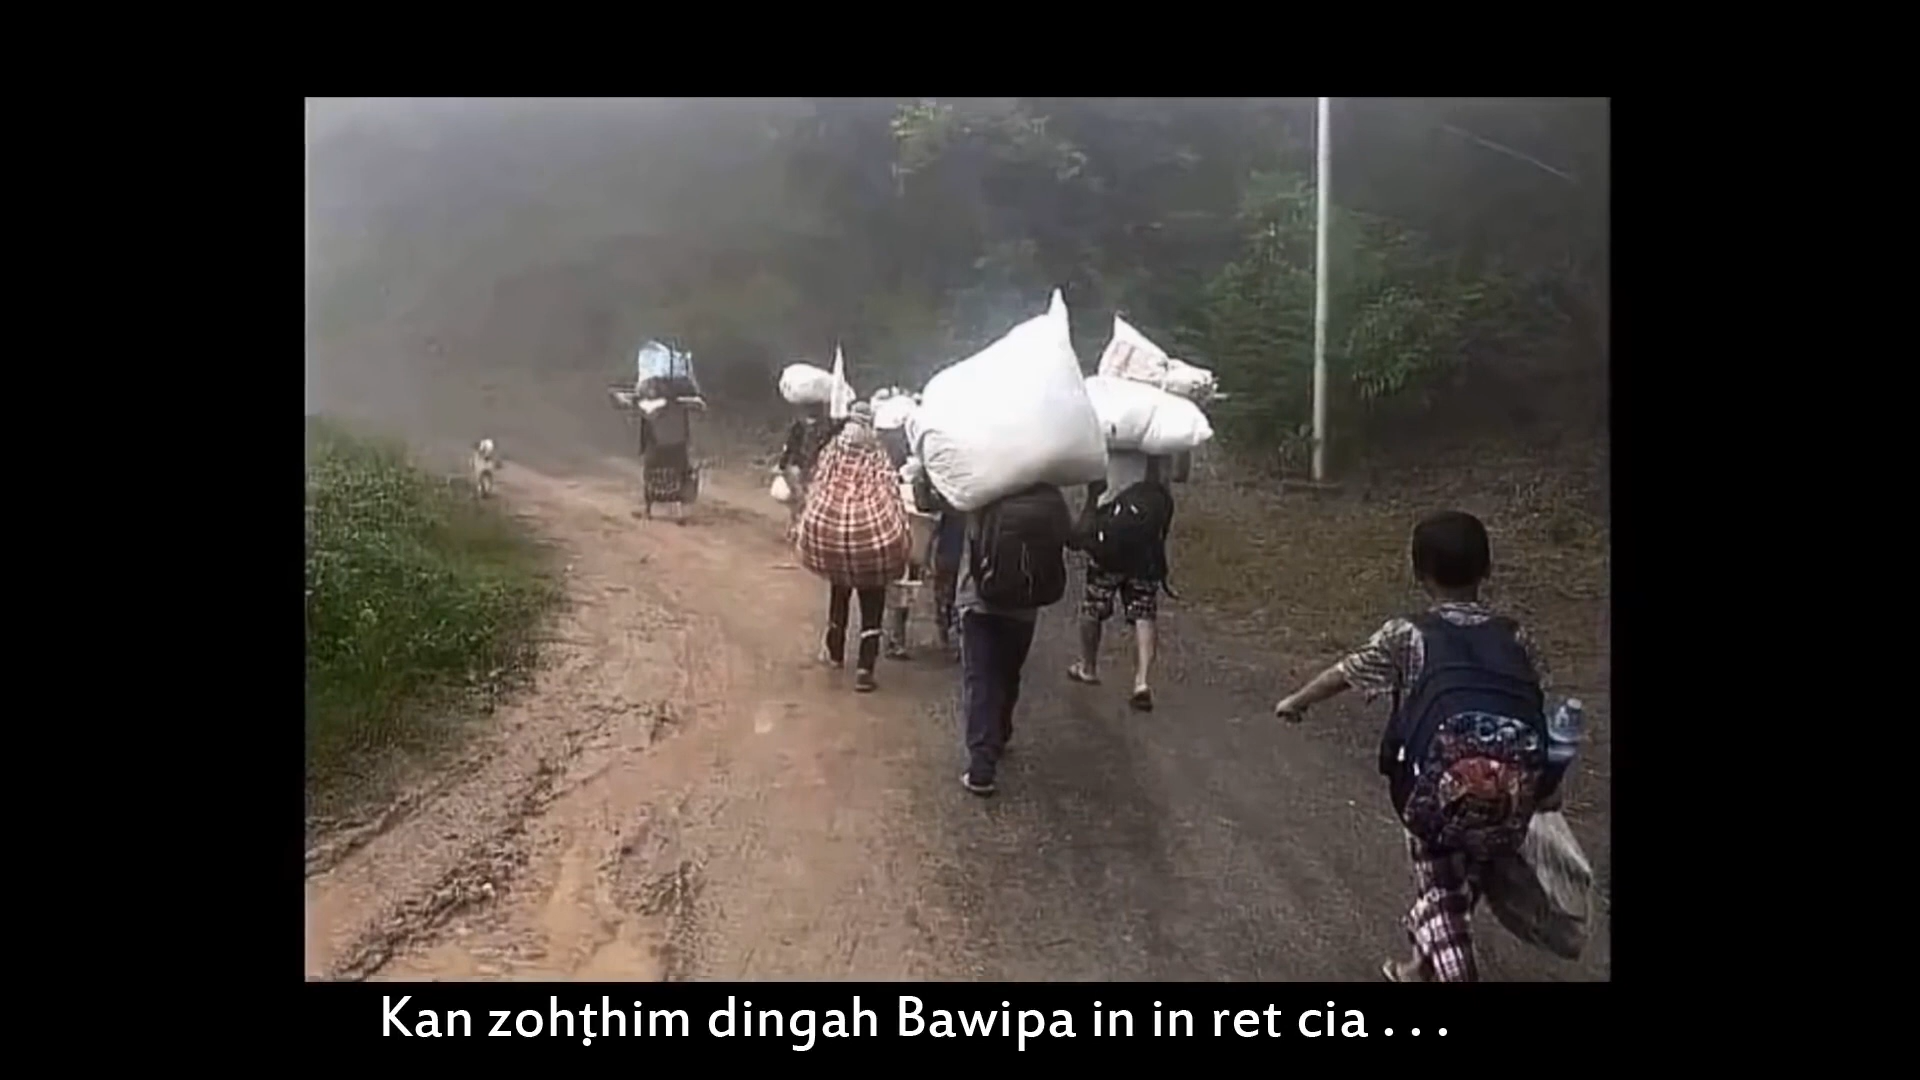 Kan zohṭhim dingah Bawipa in in ret cia . . .